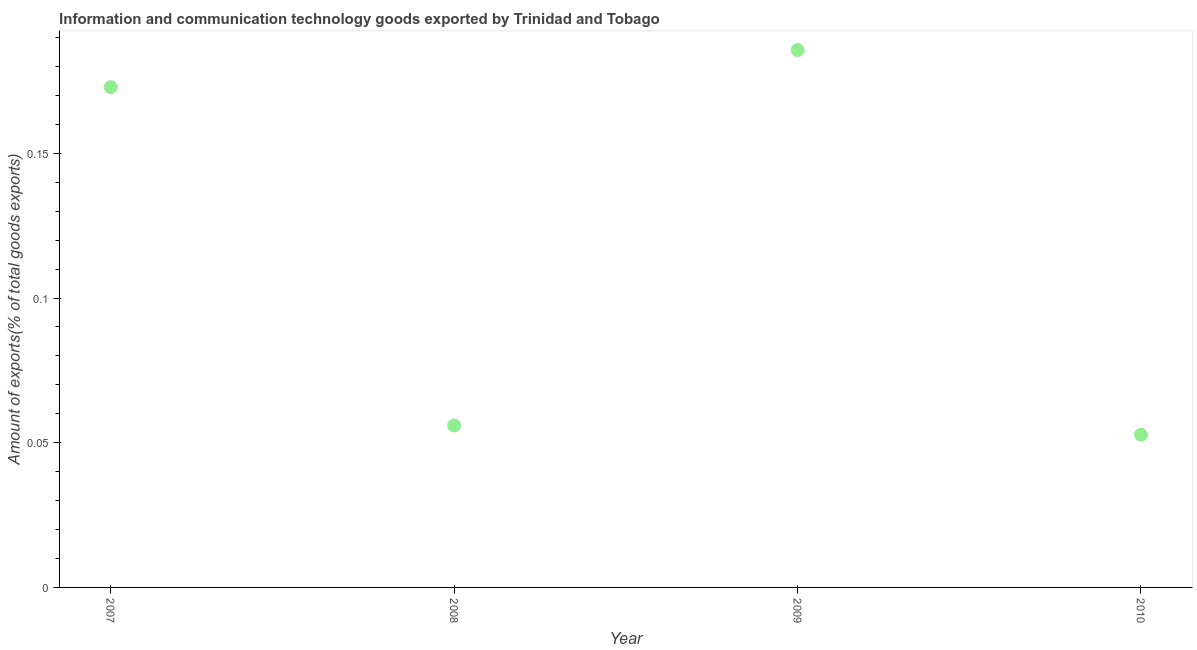 Information and communication technology goods exported by Trinidad and Tobago
Amount of exports(% of total goods exports)
0.15
0.1
0.05
0
2007
2008
2009
2010
Year